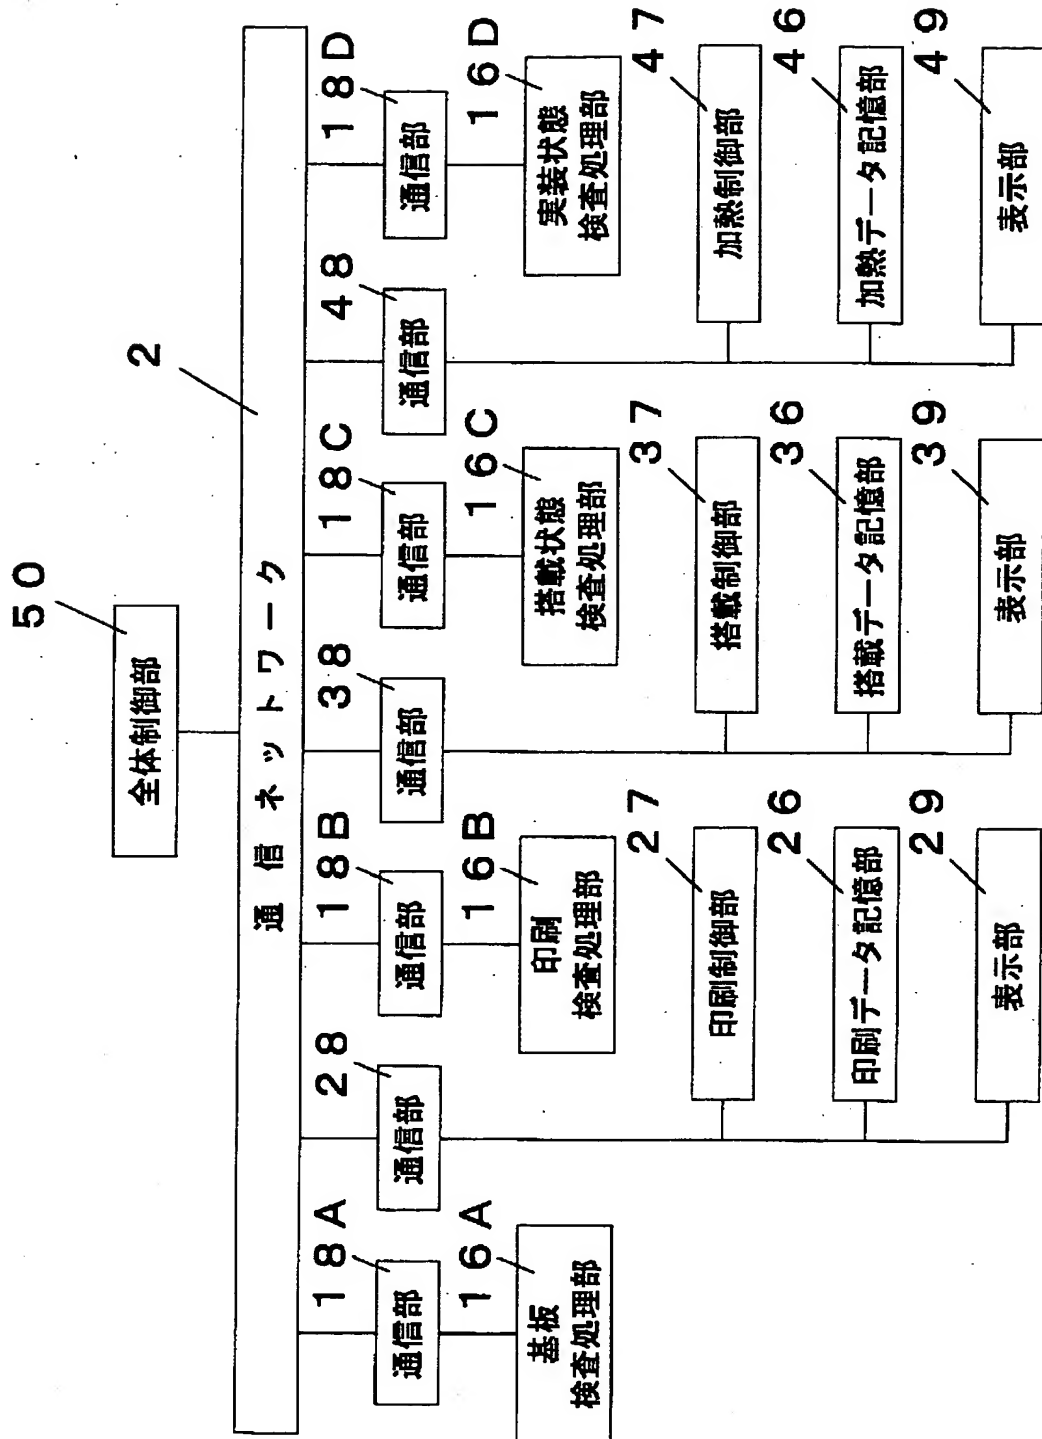 50
全体制御部
2
通信ネットワーク
18A
通信部
16A
基板
検査処理部
28
通信部
27
印刷制御部
26
印刷データ記憶部
29
表示部
18B
通信部
16B
印刷
検査処理部
38
通信部
37
搭載制御部
36
搭載データ記憶部
39
表示部
18C
通信部
16C
搭載状態
検査処理部
48
通信部
47
加熱制御部
46
加熱データ記憶部
49
表示部
18D
通信部
16D
実装状態
検査処理部